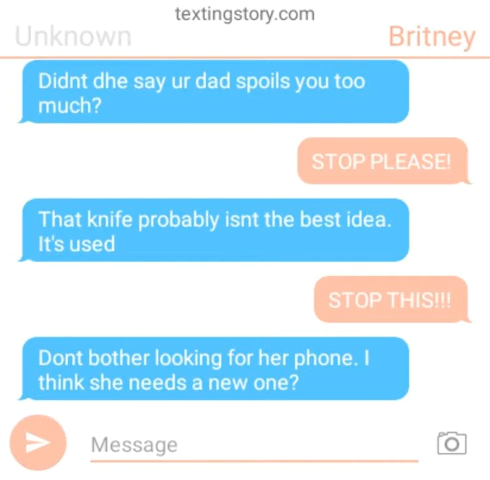 textingstory.com
Unknown
Britney
Didnt dhe say ur dad spoils you too
much?
STOP PLEASE!
That knife probably isnt the best idea.
It's used
STOP THIS!!!
Dont bother looking for her phone. I
think she needs a new one?
Message